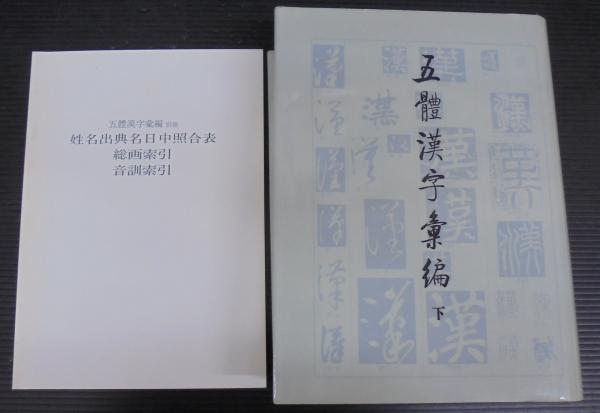 五體漢字彙編 別冊
姓名出典名日中照合表
総画索引
音訓索引
五體漢字彙編
下